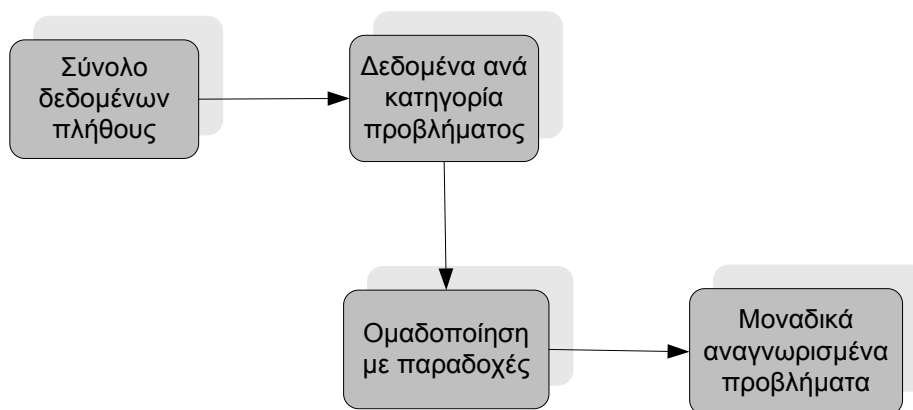 Σύνολο
δεδομένων
πλήθους
Δεδομένα ανά
κατηγορία
προβλήματος
Ομαδοποίηση
με παραδοχές
Μοναδικά
αναγνωρισμένα
προβλήματα